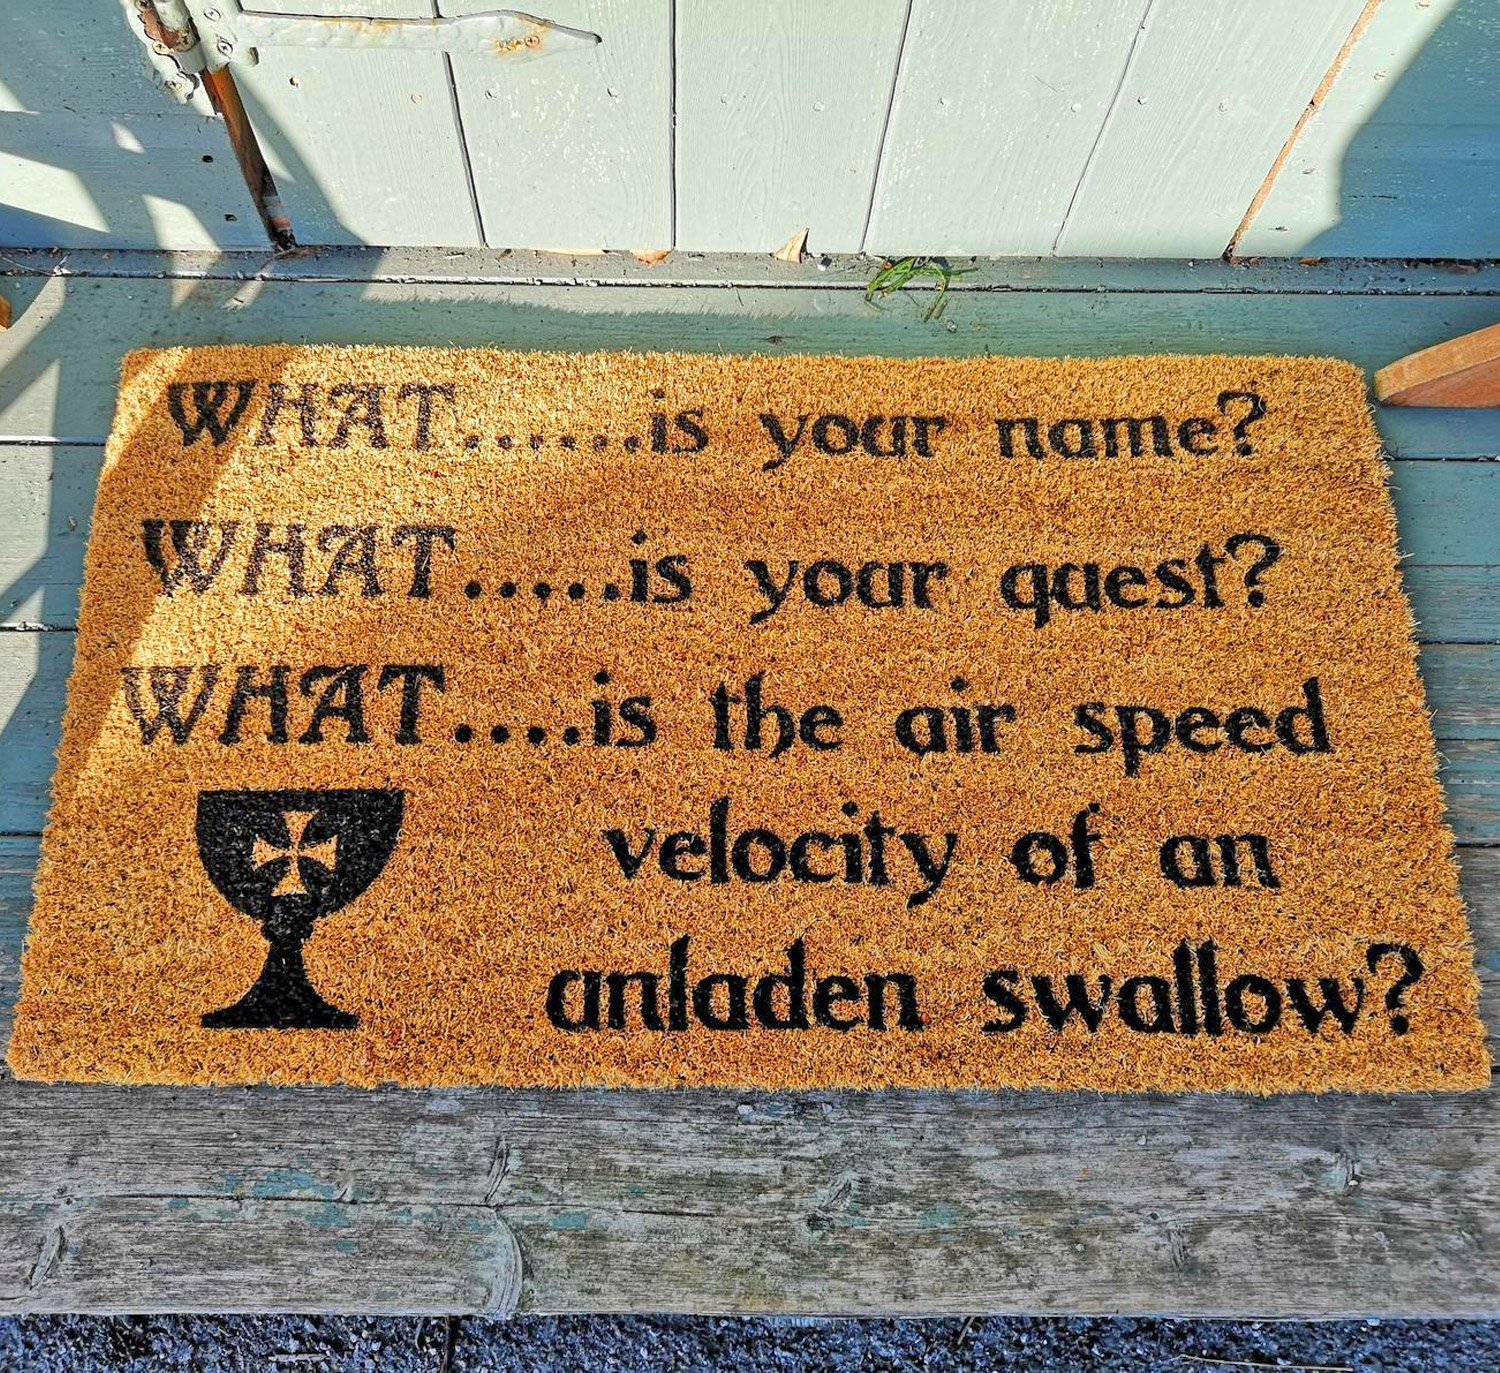 WHAT......is your name?
WHAT.....is your quest?
WHAT....is the air speed
velocity of an
unladen swallow?